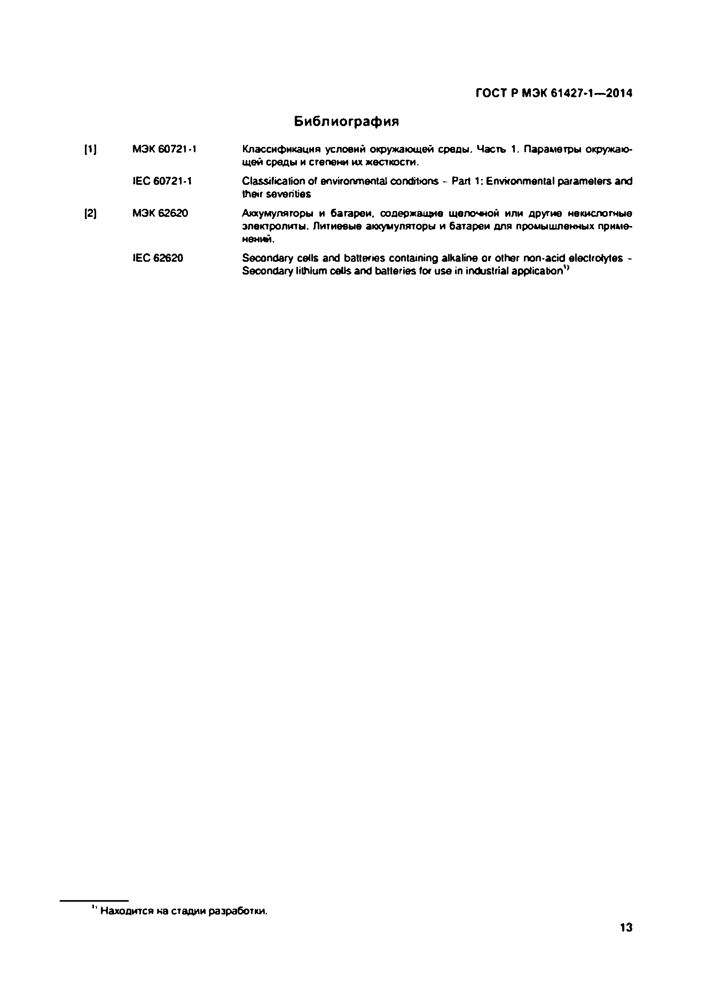 ГОСТ Р МЭК 61427-1—2014
Библиография
[1] МЭК 60721-1 Классификация условий окружающей среды. Часть 1. Параметры окружаю-
щей среды и степени их жесткости.
IEC 60721-1 Classification of environmental conditions - Part 1: Environmental parameters and
their severities
[2] МЭК 62620 Аккумуляторы и батареи, содержащие щелочной или другие некислотные
электролиты. Литиевые аккумуляторы и батареи для промышленных приме-
нений.
IEC 62620 Secondary cells and batteries containing alkaline or other non-acid electrolytes -
Secondary lithium cells and batteries for use in industrial application¹⁾
¹⁾ Находится на стадии разработки.
13